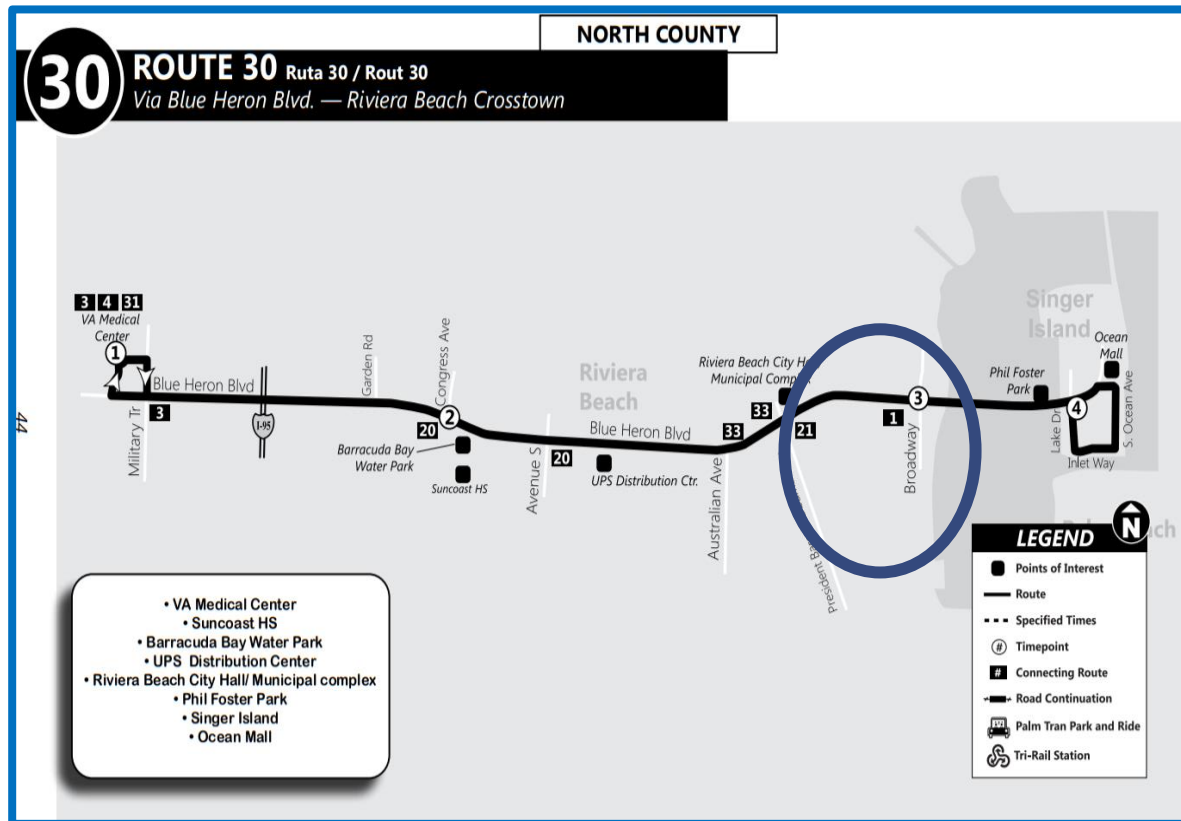 NORTH COUNTY
30
ROUTE 30 Ruta 30 / Rout 30
Via Blue Heron Blvd. — Riviera Beach Crosstown
44
3 4 31
VA Medical
Center
1
Military Tr
3
Blue Heron Blvd
I-95
Garden Rd
Congress Ave
2
20
Barracuda Bay
Water Park
Suncoast HS
Avenue S
20
Riviera
Beach
Blue Heron Blvd
UPS Distribution Ctr.
Australian Ave
33
Riviera Beach City
Municipal
33
21
President
1
Broadway
3
Singer
Island
Phil Foster
Park
Ocean
Mall
Lake Dr
4
S. Ocean Ave
Inlet Way
N
LEGEND
Points of Interest
Route
Specified Times
# Timepoint
# Connecting Route
Road Continuation
Palm Tran Park and Ride
Tri-Rail Station
• VA Medical Center
• Suncoast HS
• Barracuda Bay Water Park
• UPS Distribution Center
• Riviera Beach City Hall/ Municipal complex
• Phil Foster Park
• Singer Island
• Ocean Mall